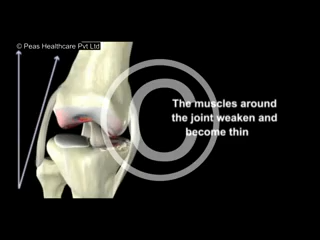 © Peas Healthcare Pvt Ltd
The muscles around
the joint weaken and
become thin
©